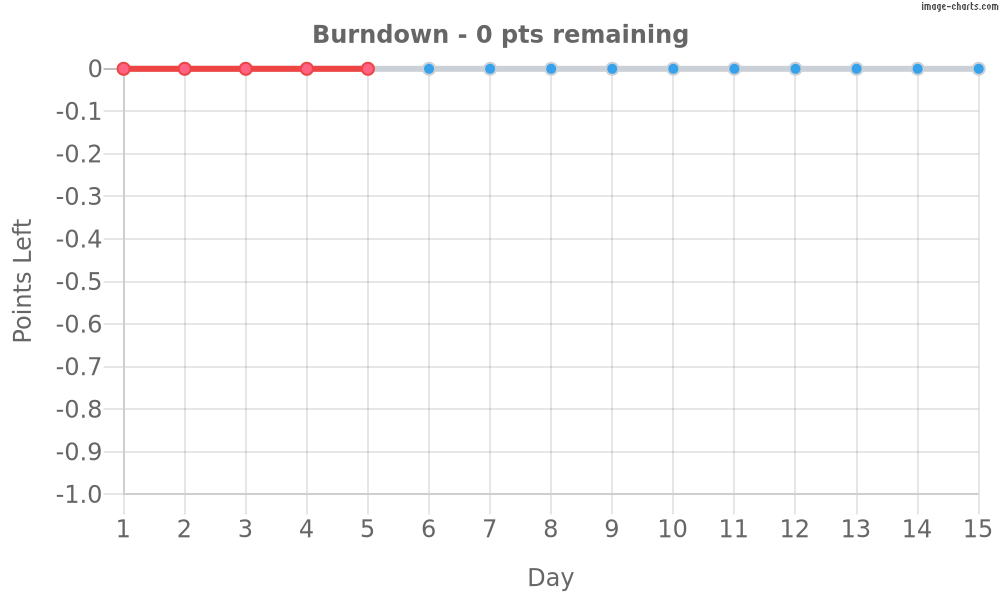 image-charts.com
Burndown - 0 pts remaining
0
-0.1
-0.2
-0.3
-0.4
-0.5
-0.6
-0.7
-0.8
-0.9
-1.0
Points Left
1 2 3 4 5 6 7 8 9 10 11 12 13 14 15
Day